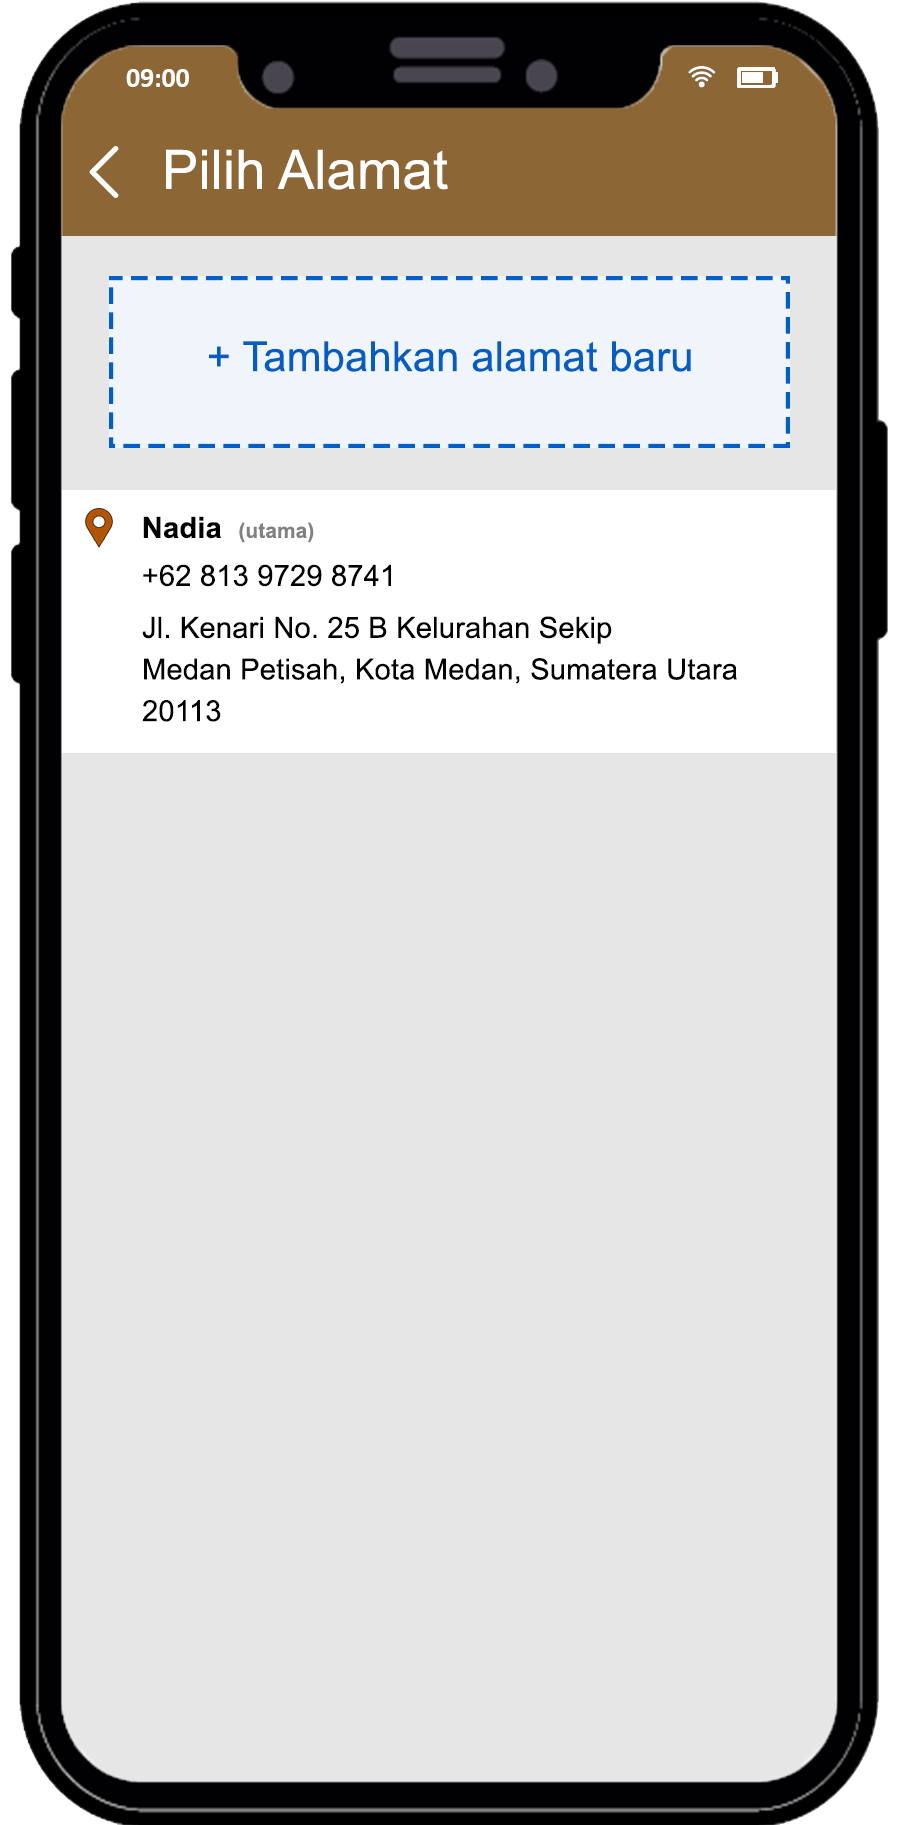 09:00
Pilih Alamat
+ Tambahkan alamat baru
Nadia (utama)
+62 813 9729 8741
Jl. Kenari No. 25 B Kelurahan Sekip
Medan Petisah, Kota Medan, Sumatera Utara
20113